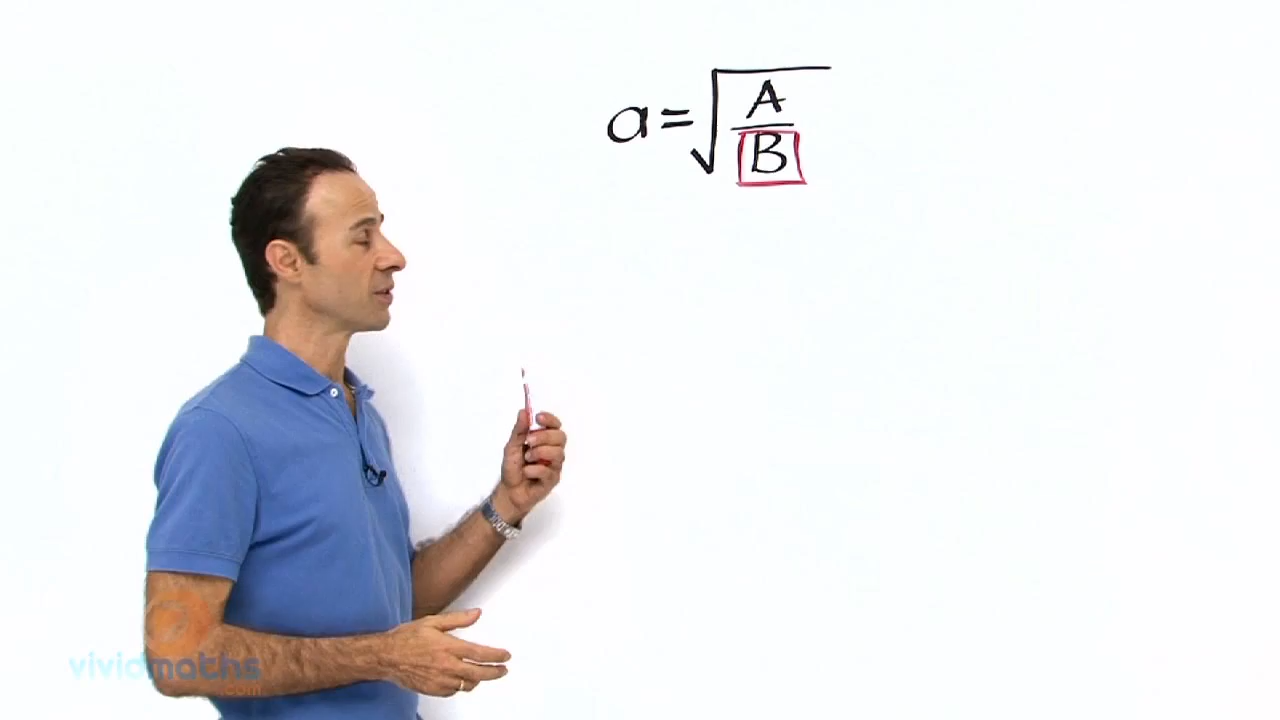 a = √(A/B)
vividmaths
.com